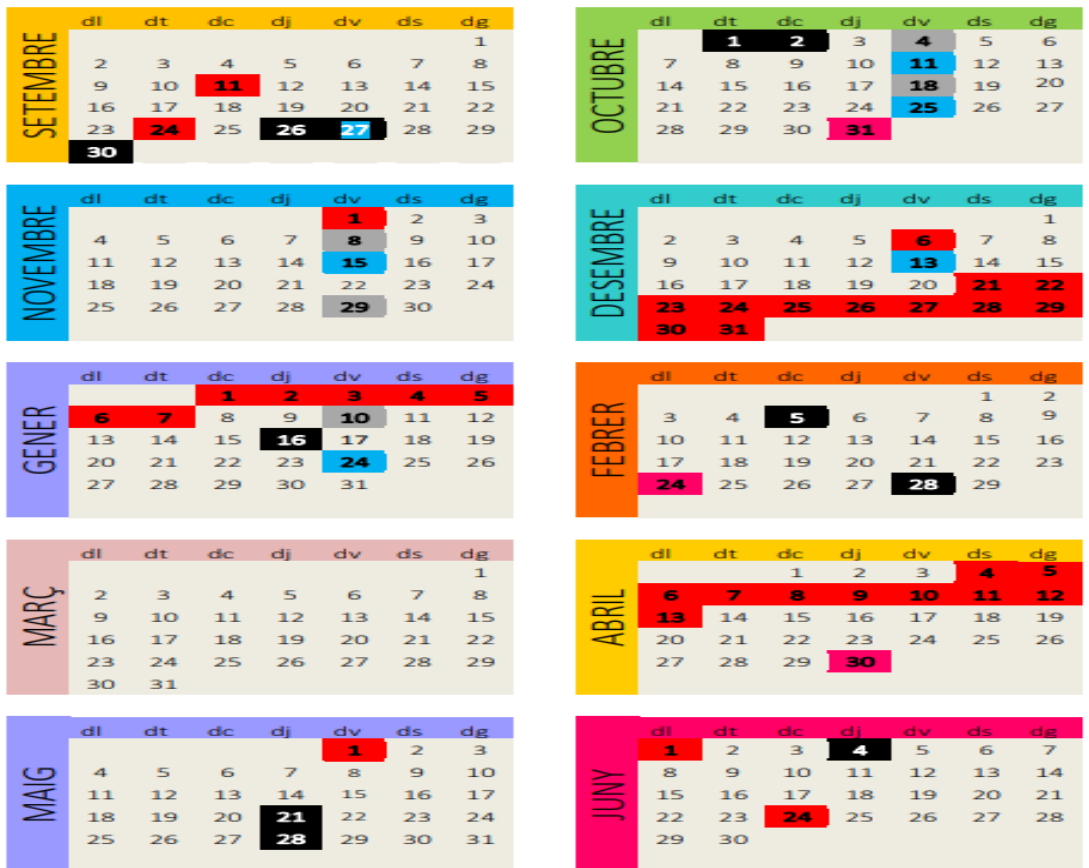 SETEMBRE
dl dt dc dj dv ds dg
1
2 3 4 5 6 7 8
9 10 11 12 13 14 15
16 17 18 19 20 21 22
23 24 25 26 27 28 29
30
OCTUBRE
dl dt dc dj dv ds dg
1 2 3 4 5 6
7 8 9 10 11 12 13
14 15 16 17 18 19 20
21 22 23 24 25 26 27
28 29 30 31
NOVEMBRE
dl dt dc dj dv ds dg
1 2 3
4 5 6 7 8 9 10
11 12 13 14 15 16 17
18 19 20 21 22 23 24
25 26 27 28 29 30
DESEMBRE
dl dt dc dj dv ds dg
1
2 3 4 5 6 7 8
9 10 11 12 13 14 15
16 17 18 19 20 21 22
23 24 25 26 27 28 29
30 31
GENER
dl dt dc dj dv ds dg
1 2 3 4 5
6 7 8 9 10 11 12
13 14 15 16 17 18 19
20 21 22 23 24 25 26
27 28 29 30 31
FEBRER
dl dt dc dj dv ds dg
1 2
3 4 5 6 7 8 9
10 11 12 13 14 15 16
17 18 19 20 21 22 23
24 25 26 27 28 29
MARÇ
dl dt dc dj dv ds dg
1
2 3 4 5 6 7 8
9 10 11 12 13 14 15
16 17 18 19 20 21 22
23 24 25 26 27 28 29
30 31
ABRIL
dl dt dc dj dv ds dg
1 2 3 4 5
6 7 8 9 10 11 12
13 14 15 16 17 18 19
20 21 22 23 24 25 26
27 28 29 30
MAIG
dl dt dc dj dv ds dg
1 2 3
4 5 6 7 8 9 10
11 12 13 14 15 16 17
18 19 20 21 22 23 24
25 26 27 28 29 30 31
JUNY
dl dt dc dj dv ds dg
1 2 3 4 5 6 7
8 9 10 11 12 13 14
15 16 17 18 19 20 21
22 23 24 25 26 27 28
29 30